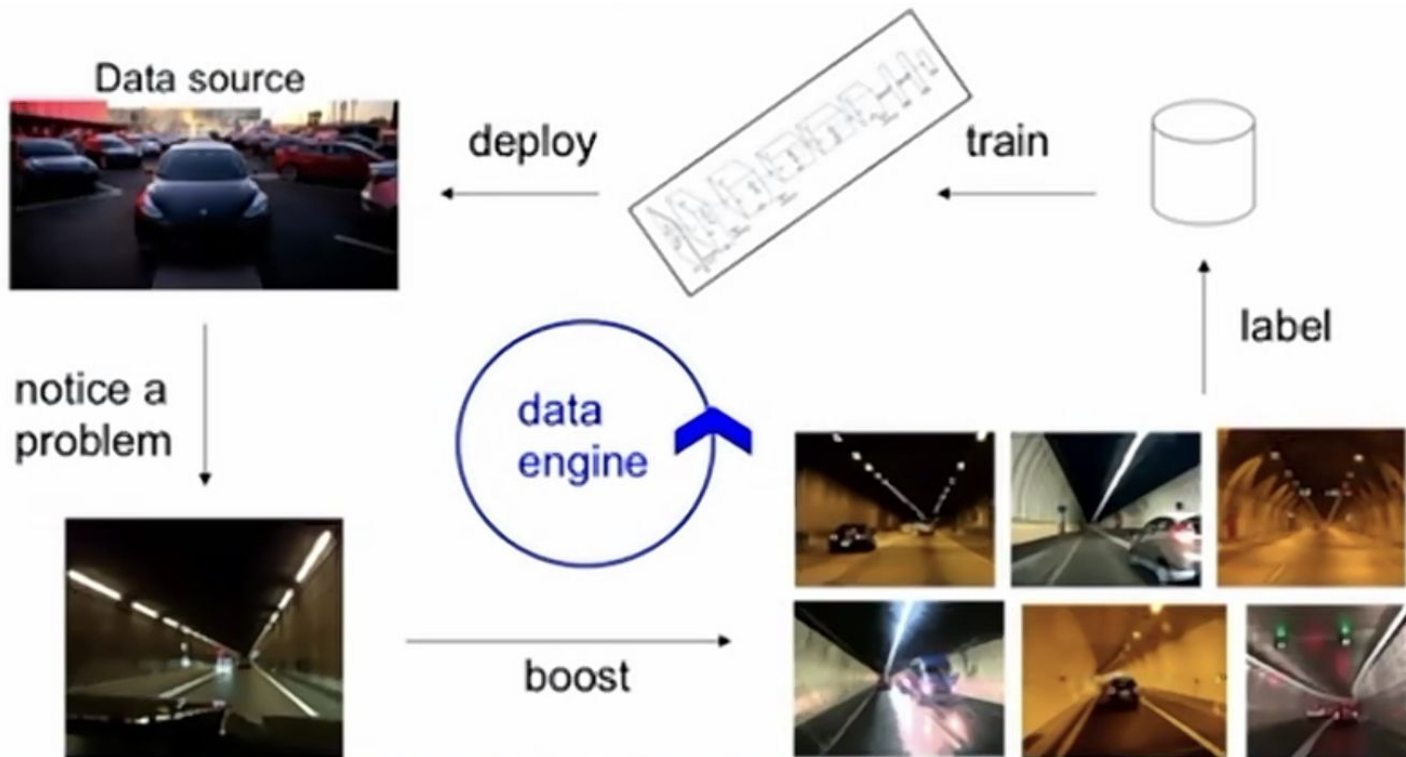 Data source
deploy
train
label
notice a
problem
data
engine
boost